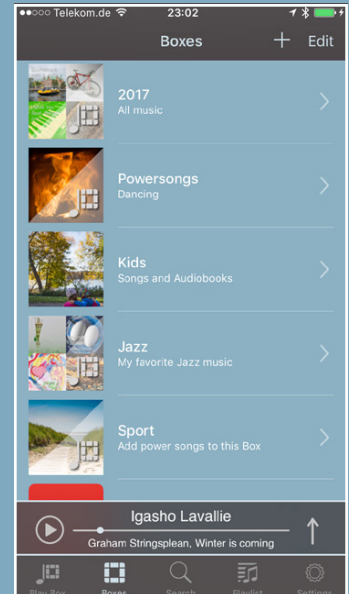 Telekom.de 23:02
Boxes + Edit
2017
All music
Powersongs
Dancing
Kids
Songs and Audiobooks
Jazz
My favorite Jazz music
Sport
Add power songs to this Box
Igasho Lavallie
Graham Stringsplean, Winter is coming
Play Box Boxes Search Playlist Settings